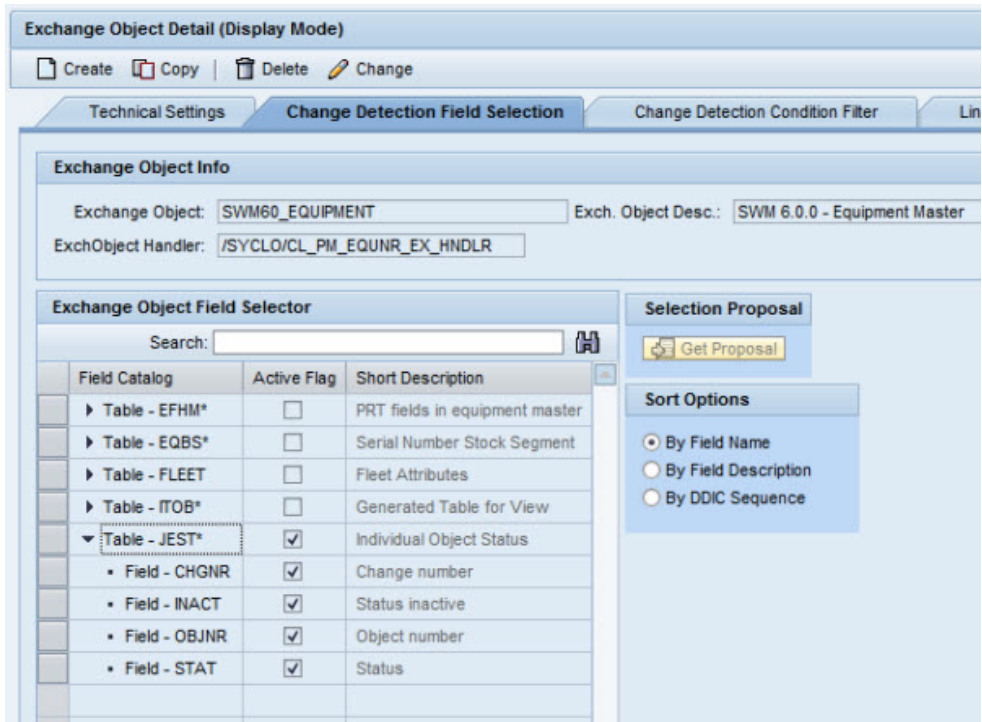 Exchange Object Detail (Display Mode)
Create Copy | Delete Change
Technical Settings Change Detection Field Selection Change Detection Condition Filter Lin
Exchange Object Info
Exchange Object: SWM60_EQUIPMENT Exch. Object Desc.: SWM 6.0.0 - Equipment Master
ExchObject Handler: /SYCLO/CL_PM_EQUNR_EX_HNDLR
Exchange Object Field Selector
Search:
Field Catalog Active Flag Short Description
Table - EFHM* PRT fields in equipment master
Table - EQBS* Serial Number Stock Segment
Table - FLEET Fleet Attributes
Table - ITOB* Generated Table for View
Table - JEST* Individual Object Status
Field - CHGNR Change number
Field - INACT Status inactive
Field - OBJNR Object number
Field - STAT Status
Selection Proposal
Get Proposal
Sort Options
By Field Name
By Field Description
By DDIC Sequence